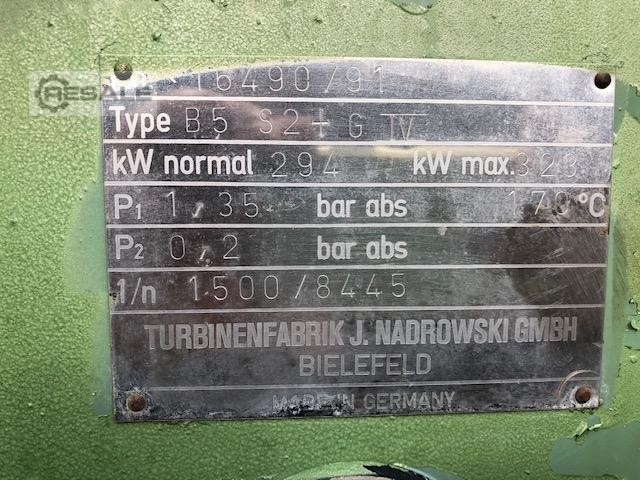 RESALE
16490/91
Type B5 S2+G IV
kW normal 294 kW max. 323
P1 1,35 bar abs 170 °C
P2 0,2 bar abs
1/n 1500/8445
TURBINENFABRIK J. NADROWSKI GMBH
BIELEFELD
MADE IN GERMANY